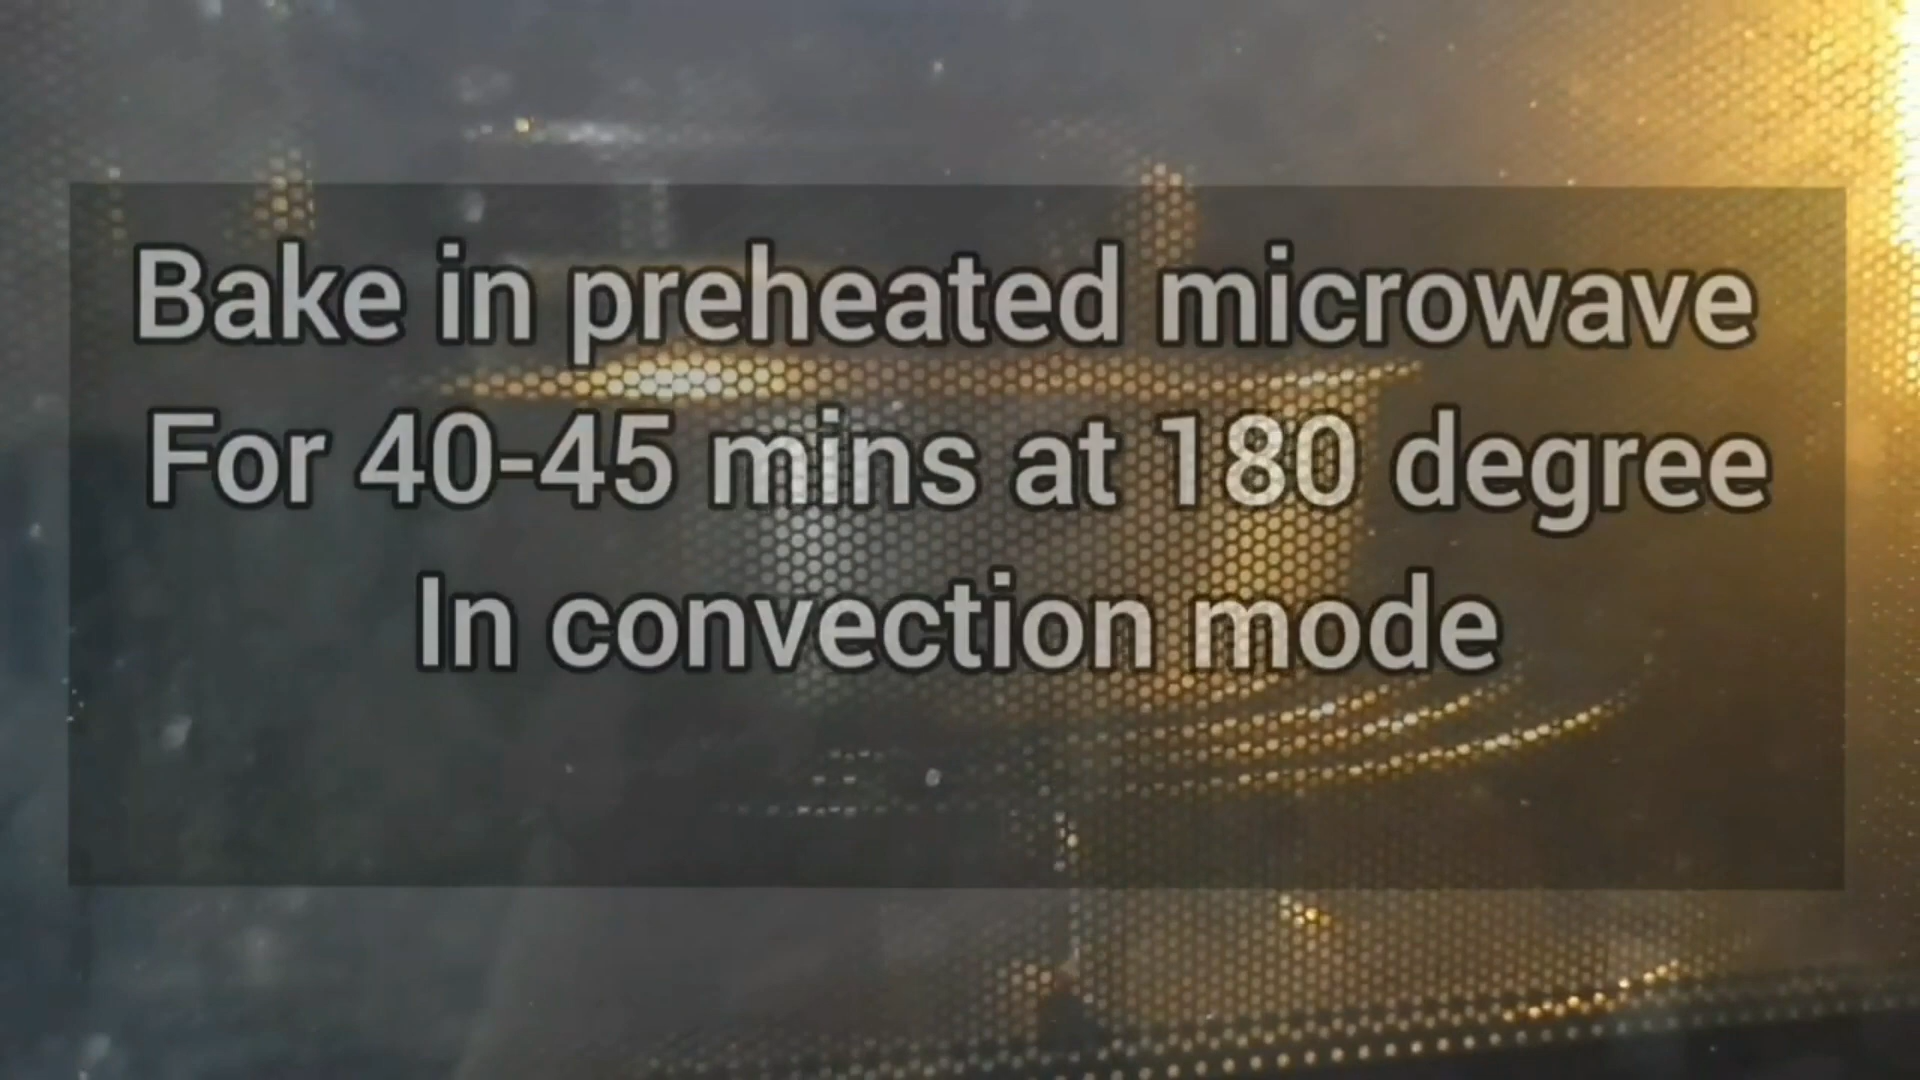 Bake in preheated microwave
For 40-45 mins at 180 degree
In convection mode